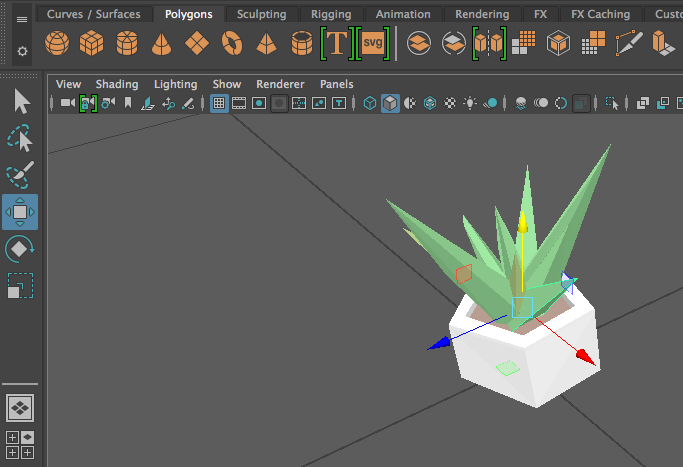 Curves / Surfaces Polygons Sculpting Rigging Animation Rendering FX FX Caching Custo
T svg
View Shading Lighting Show Renderer Panels